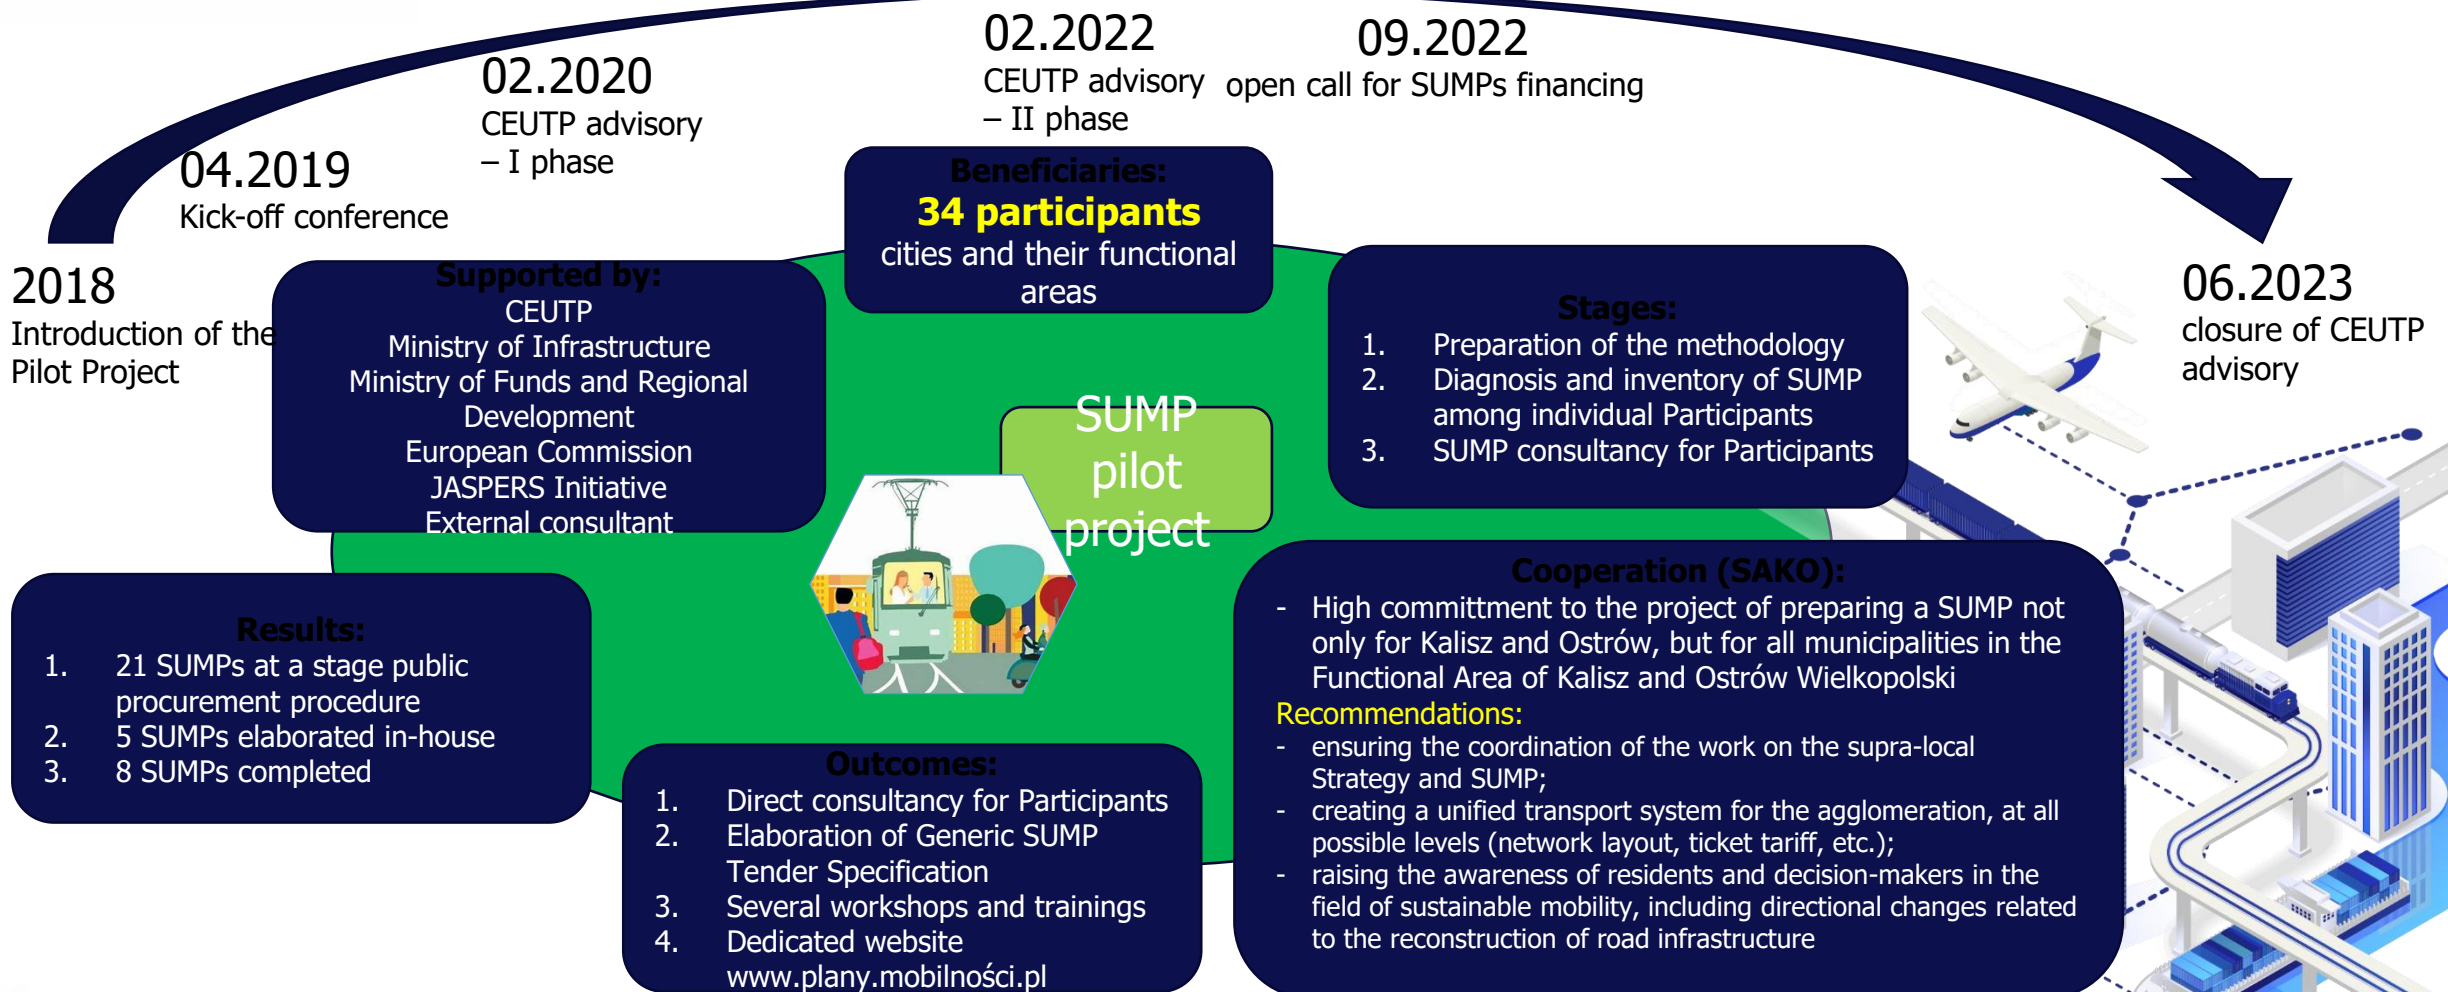 2018
Introduction of the
Pilot Project
04.2019
Kick-off conference
02.2020
CEUTP advisory
– I phase
02.2022
CEUTP advisory
– II phase
09.2022
open call for SUMPs financing
06.2023
closure of CEUTP
advisory
Beneficiaries:
34 participants
cities and their functional
areas
Supported by:
CEUTP
Ministry of Infrastructure
Ministry of Funds and Regional
Development
European Commission
JASPERS Initiative
External consultant
Stages:
1. Preparation of the methodology
2. Diagnosis and inventory of SUMP
among individual Participants
3. SUMP consultancy for Participants
SUMP
pilot
project
Results:
1. 21 SUMPs at a stage public
procurement procedure
2. 5 SUMPs elaborated in-house
3. 8 SUMPs completed
Outcomes:
1. Direct consultancy for Participants
2. Elaboration of Generic SUMP
Tender Specification
3. Several workshops and trainings
4. Dedicated website
www.plany.mobilności.pl
Cooperation (SAKO):
- High committment to the project of preparing a SUMP not
only for Kalisz and Ostrów, but for all municipalities in the
Functional Area of Kalisz and Ostrów Wielkopolski
Recommendations:
- ensuring the coordination of the work on the supra-local
Strategy and SUMP;
- creating a unified transport system for the agglomeration, at all
possible levels (network layout, ticket tariff, etc.);
- raising the awareness of residents and decision-makers in the
field of sustainable mobility, including directional changes related
to the reconstruction of road infrastructure